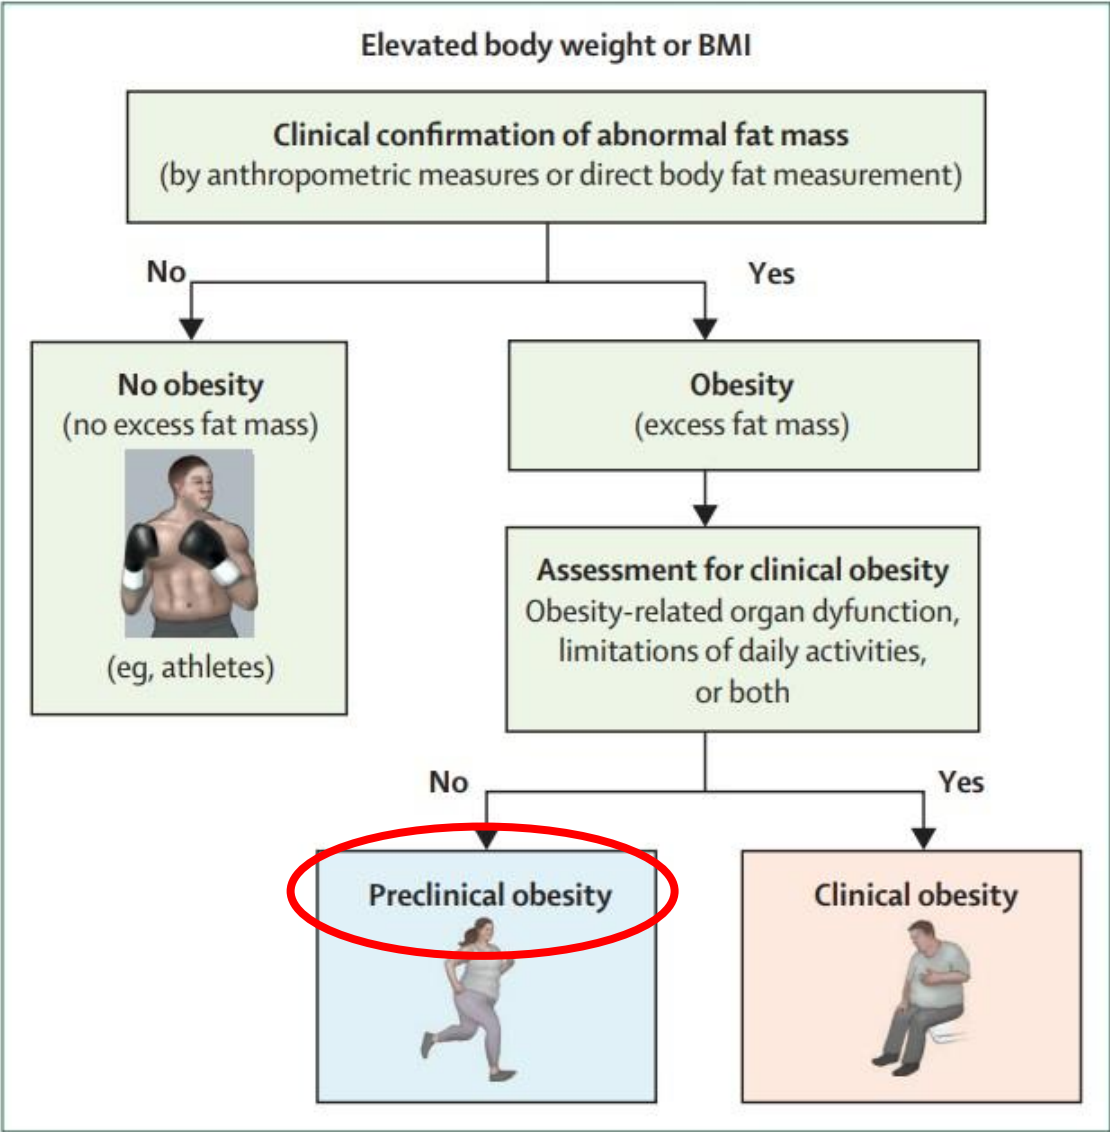 Elevated body weight or BMI
Clinical confirmation of abnormal fat mass
(by anthropometric measures or direct body fat measurement)
No
Yes
No obesity
(no excess fat mass)
(eg, athletes)
Obesity
(excess fat mass)
Assessment for clinical obesity
Obesity-related organ dyfunction,
limitations of daily activities,
or both
No
Yes
Preclinical obesity
Clinical obesity